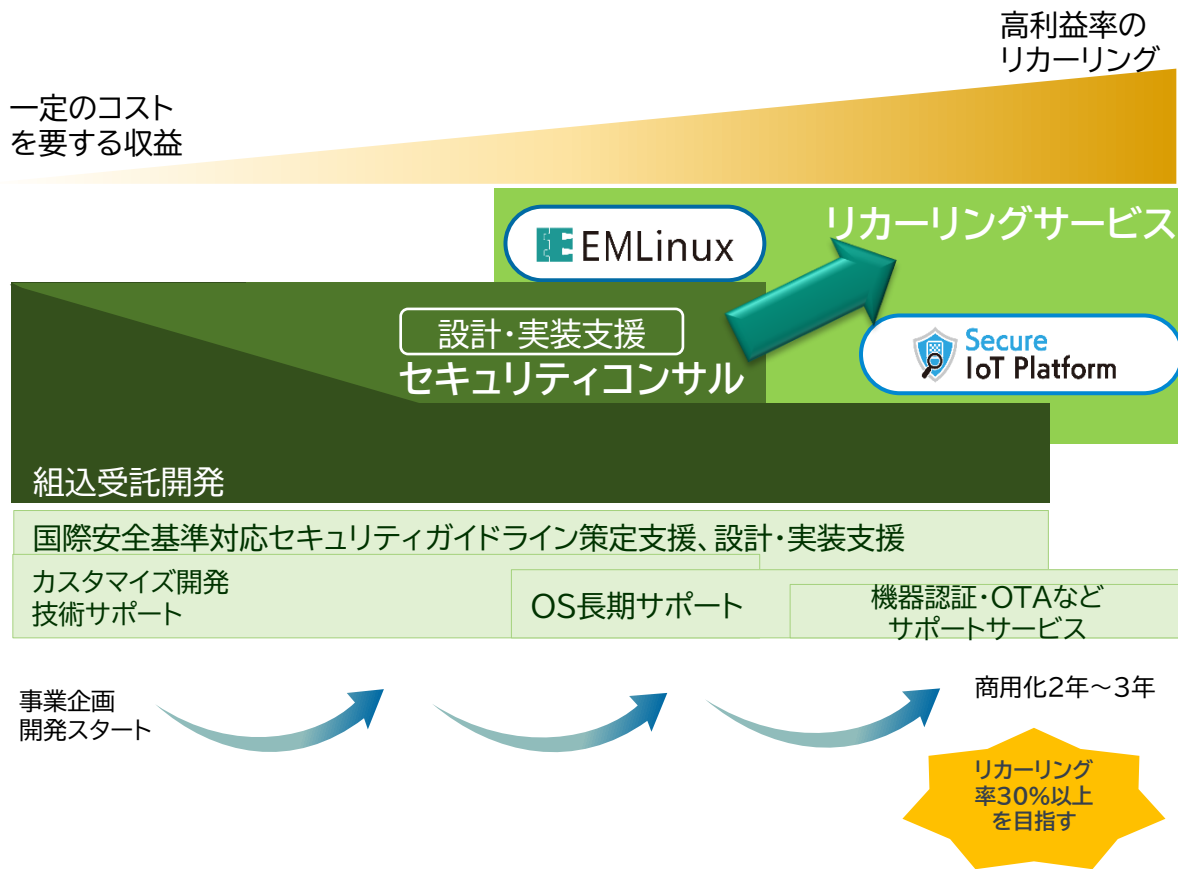 高利益率の
リカーリング
一定のコスト
を要する収益
リカーリングサービス
EMLinux
設計・実装支援
セキュリティコンサル
Secure
IoT Platform
組込受託開発
国際安全基準対応セキュリティガイドライン策定支援、設計・実装支援
カスタマイズ開発
技術サポート
OS長期サポート
機器認証・OTAなど
サポートサービス
事業企画
開発スタート
商用化2年～3年
リカーリング
率30%以上
を目指す